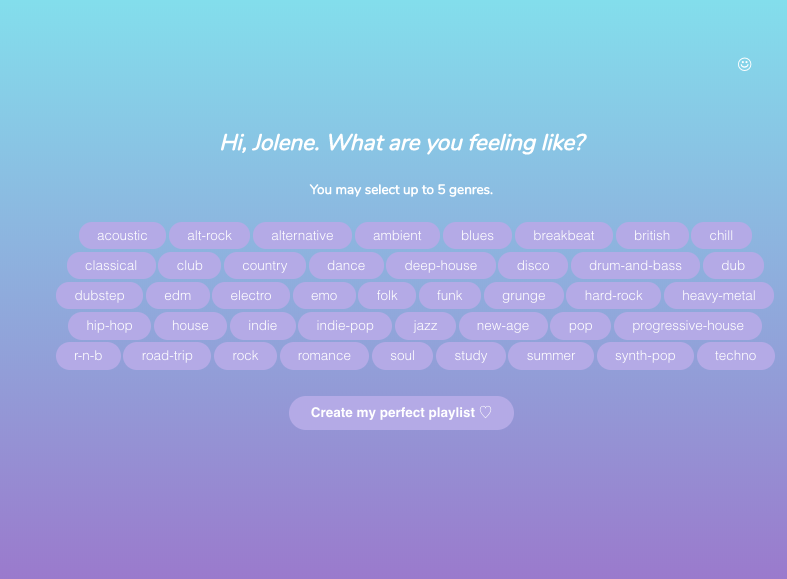 Hi, Jolene. What are you feeling like?
You may select up to 5 genres.
acoustic alt-rock alternative ambient blues breakbeat british chill
classical club country dance deep-house disco drum-and-bass dub
dubstep edm electro emo folk funk grunge hard-rock heavy-metal
hip-hop house indie indie-pop jazz new-age pop progressive-house
r-n-b road-trip rock romance soul study summer synth-pop techno
Create my perfect playlist ♡